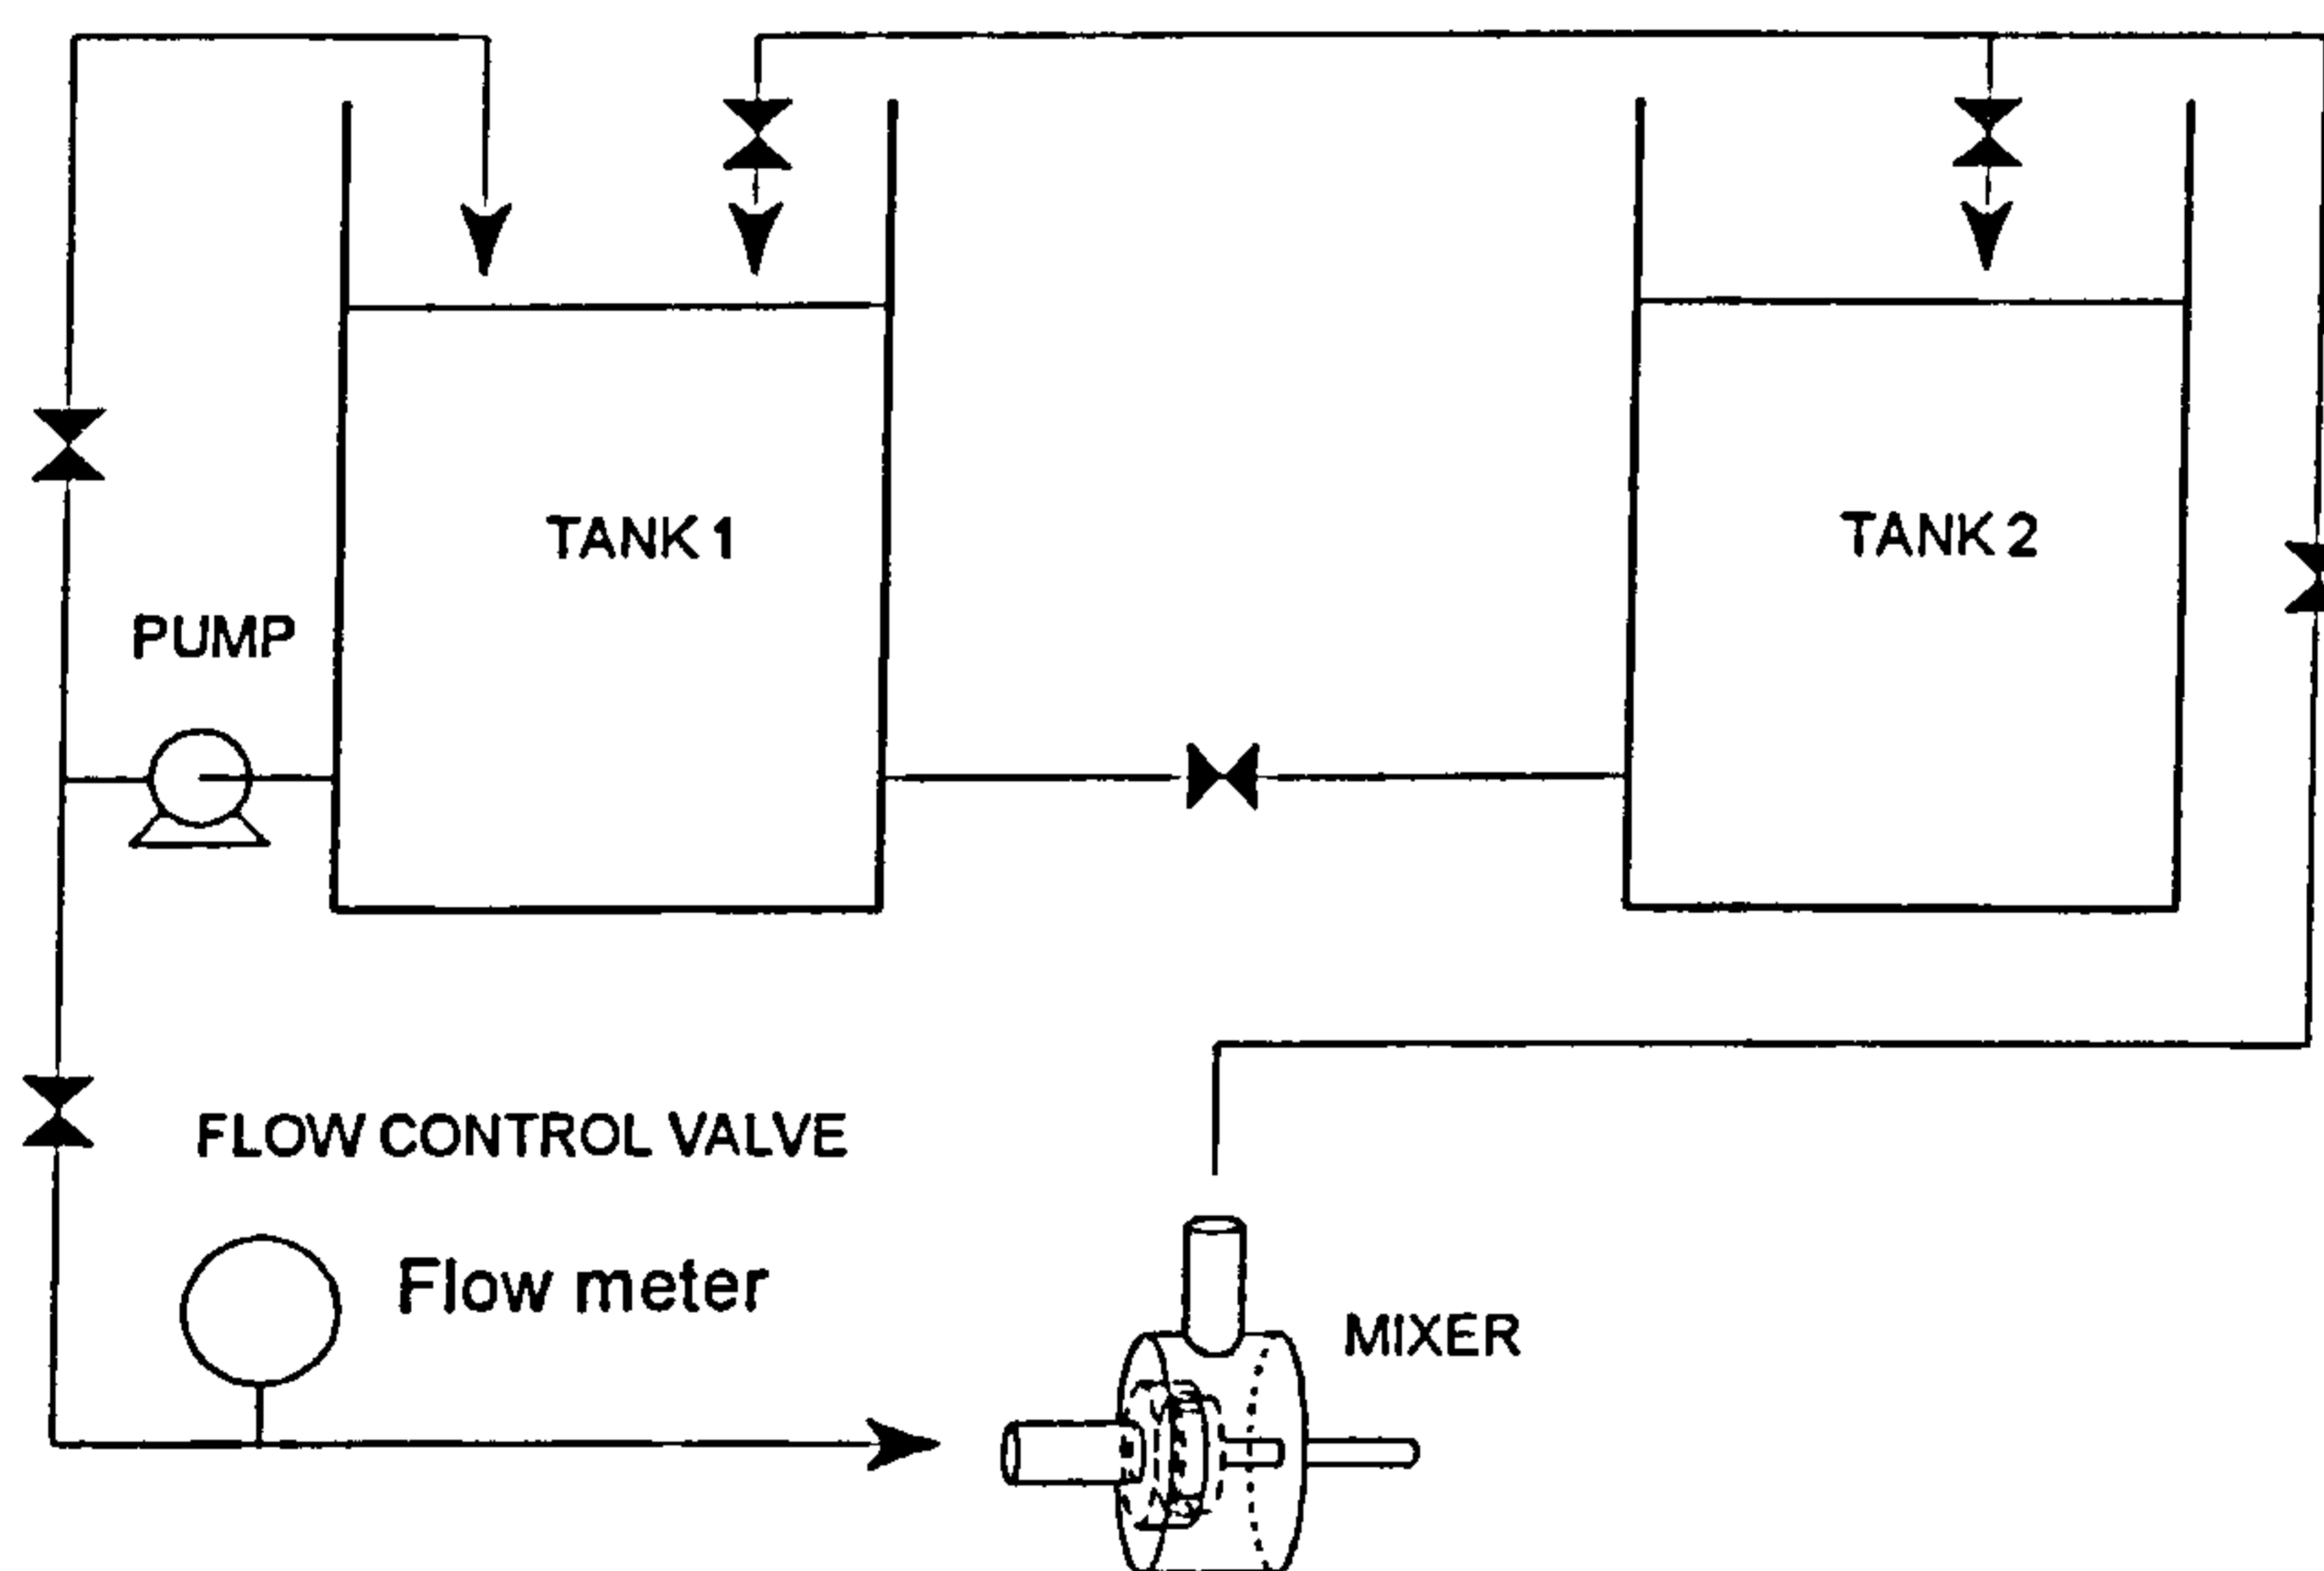 TANK 1
TANK 2
PUMP
FLOW CONTROL VALVE
Flow meter
MIXER